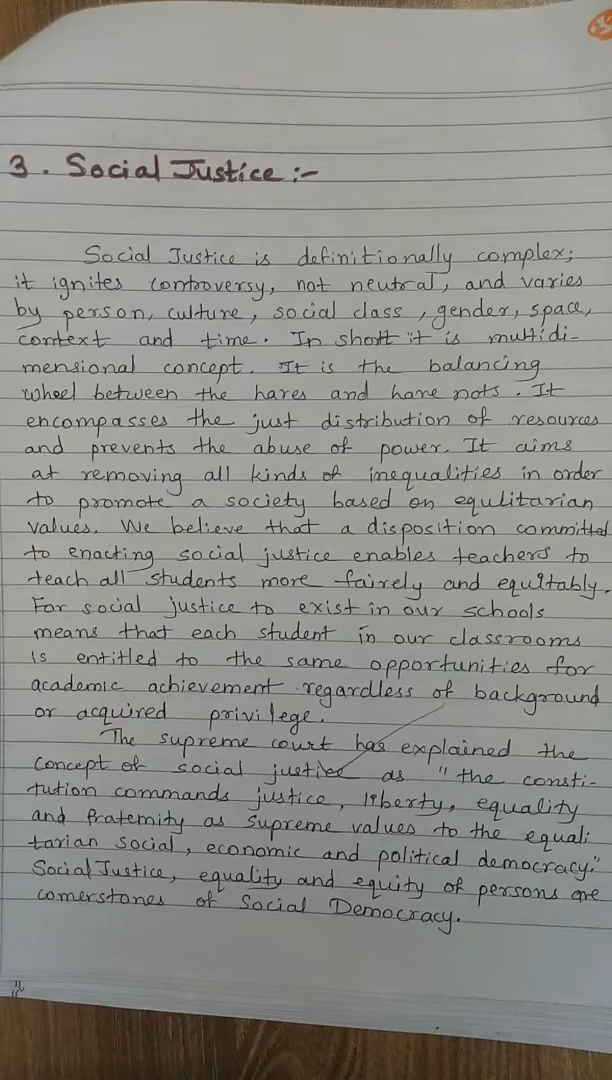 3. Social Justice :-
Social Justice is definitionally complex;
it ignites controversy, not neutral, and varies
by person, culture, social class, gender, space,
context and time. In short it is multidi-
mensional concept. It is the balancing
wheel between the haves and have nots. It
encompasses the just distribution of resources
and prevents the abuse of power. It aims
at removing all kinds of inequalities in order
to promote a society based on equlitarian
values. We believe that a disposition committed
to enacting social justice enables teachers to
teach all students more fairely and equitably.
For social justice to exist in our schools
means that each student in our classrooms
is entitled to the same opportunities for
academic achievement regardless of background
or acquired privilege.
The supreme court has explained the
concept of social justice as "the consti-
tution commands justice, liberty, equality
and fraternity as supreme values to the equali
-tarian social, economic and political democracy."
Social Justice, equality and equity of persons are
cornerstones of Social Democracy.